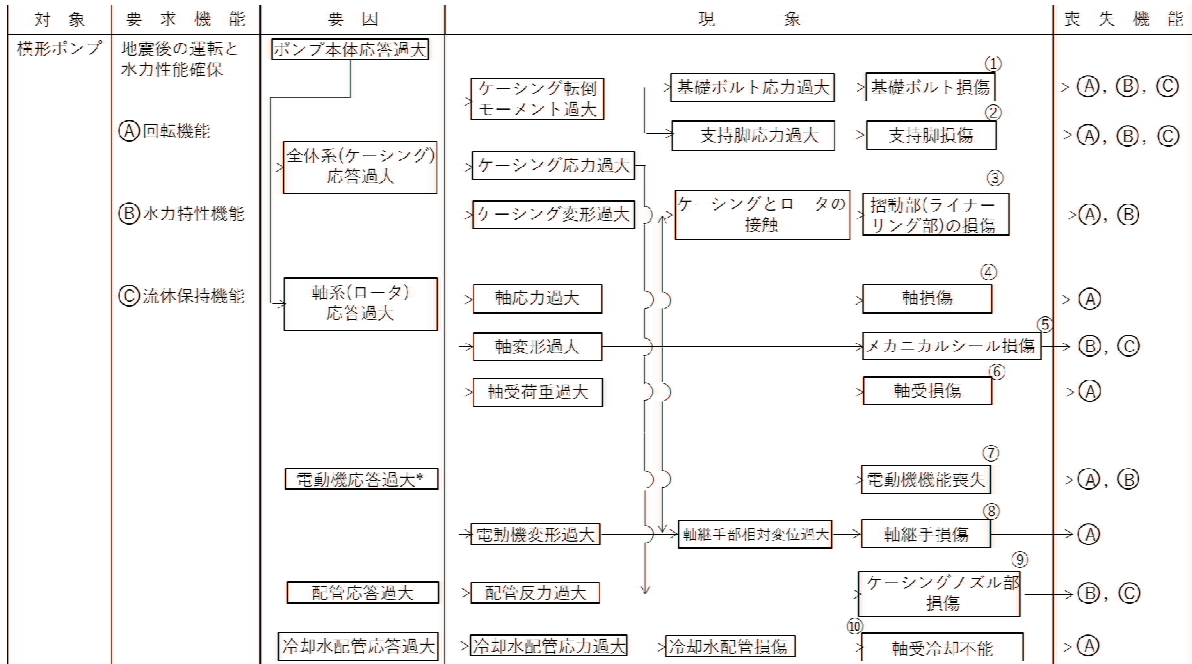 対象 要求機能 要因 現象 喪失機能
横形ポンプ
地震後の運転と
水力性能確保
Ⓐ回転機能
Ⓑ水力特性機能
Ⓒ流体保持機能
ポンプ本体応答過大
ケーシング転倒
モーメント過大
基礎ボルト応力過大
①
基礎ボルト損傷
Ⓐ, Ⓑ, Ⓒ
支持脚応力過大
②
支持脚損傷
Ⓐ, Ⓑ, Ⓒ
全体系(ケーシング)
応答過大
ケーシング応力過大
ケーシング変形過大
ケーシングとロータの
接触
③
摺動部(ライナー
リング部)の損傷
Ⓐ, Ⓑ
軸系(ロータ)
応答過大
軸応力過大
④
軸損傷
Ⓐ
軸変形過大
⑤
メカニカルシール損傷
Ⓑ, Ⓒ
軸受荷重過大
⑥
軸受損傷
Ⓐ
電動機応答過大*
⑦
電動機機能喪失
Ⓐ, Ⓑ
電動機変形過大
軸継手部相対変位過大
⑧
軸継手損傷
Ⓐ
配管応答過大
配管反力過大
⑨
ケーシングノズル部
損傷
Ⓑ, Ⓒ
冷却水配管応答過大
冷却水配管応力過大
冷却水配管損傷
⑩
軸受冷却不能
Ⓐ